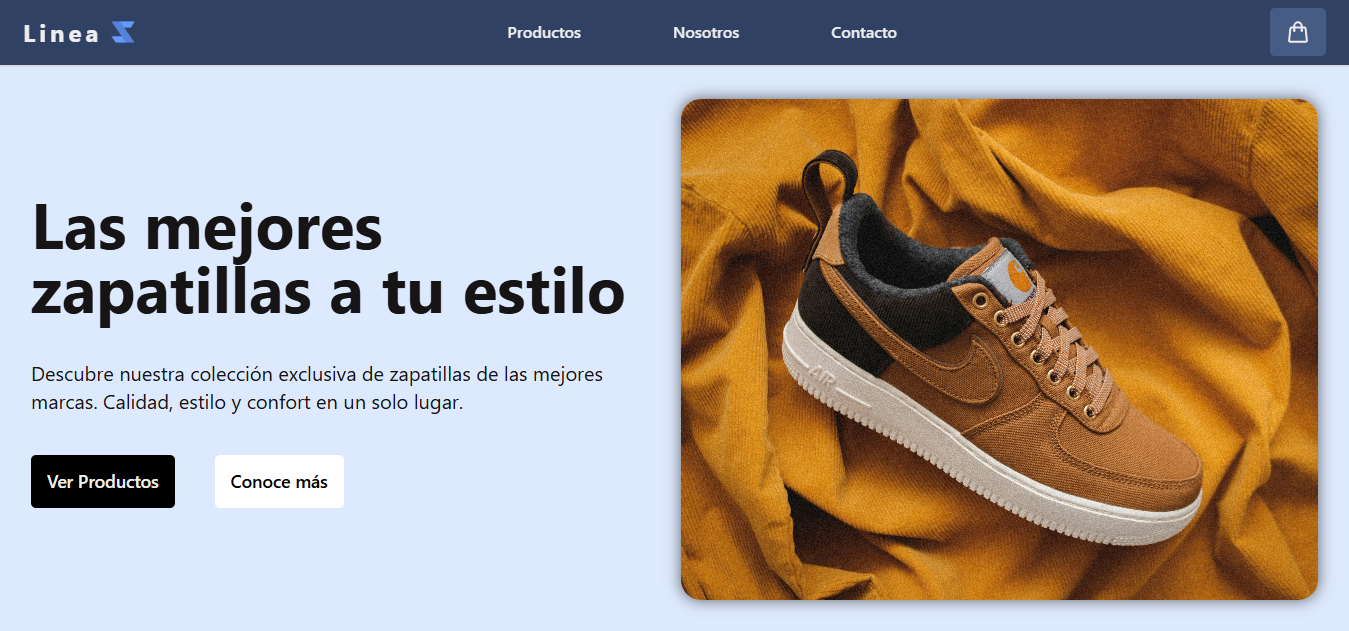 Linea
Productos
Nosotros
Contacto
Las mejores
zapatillas a tu estilo
Descubre nuestra colección exclusiva de zapatillas de las mejores
marcas. Calidad, estilo y confort en un solo lugar.
Ver Productos
Conoce más
AIR